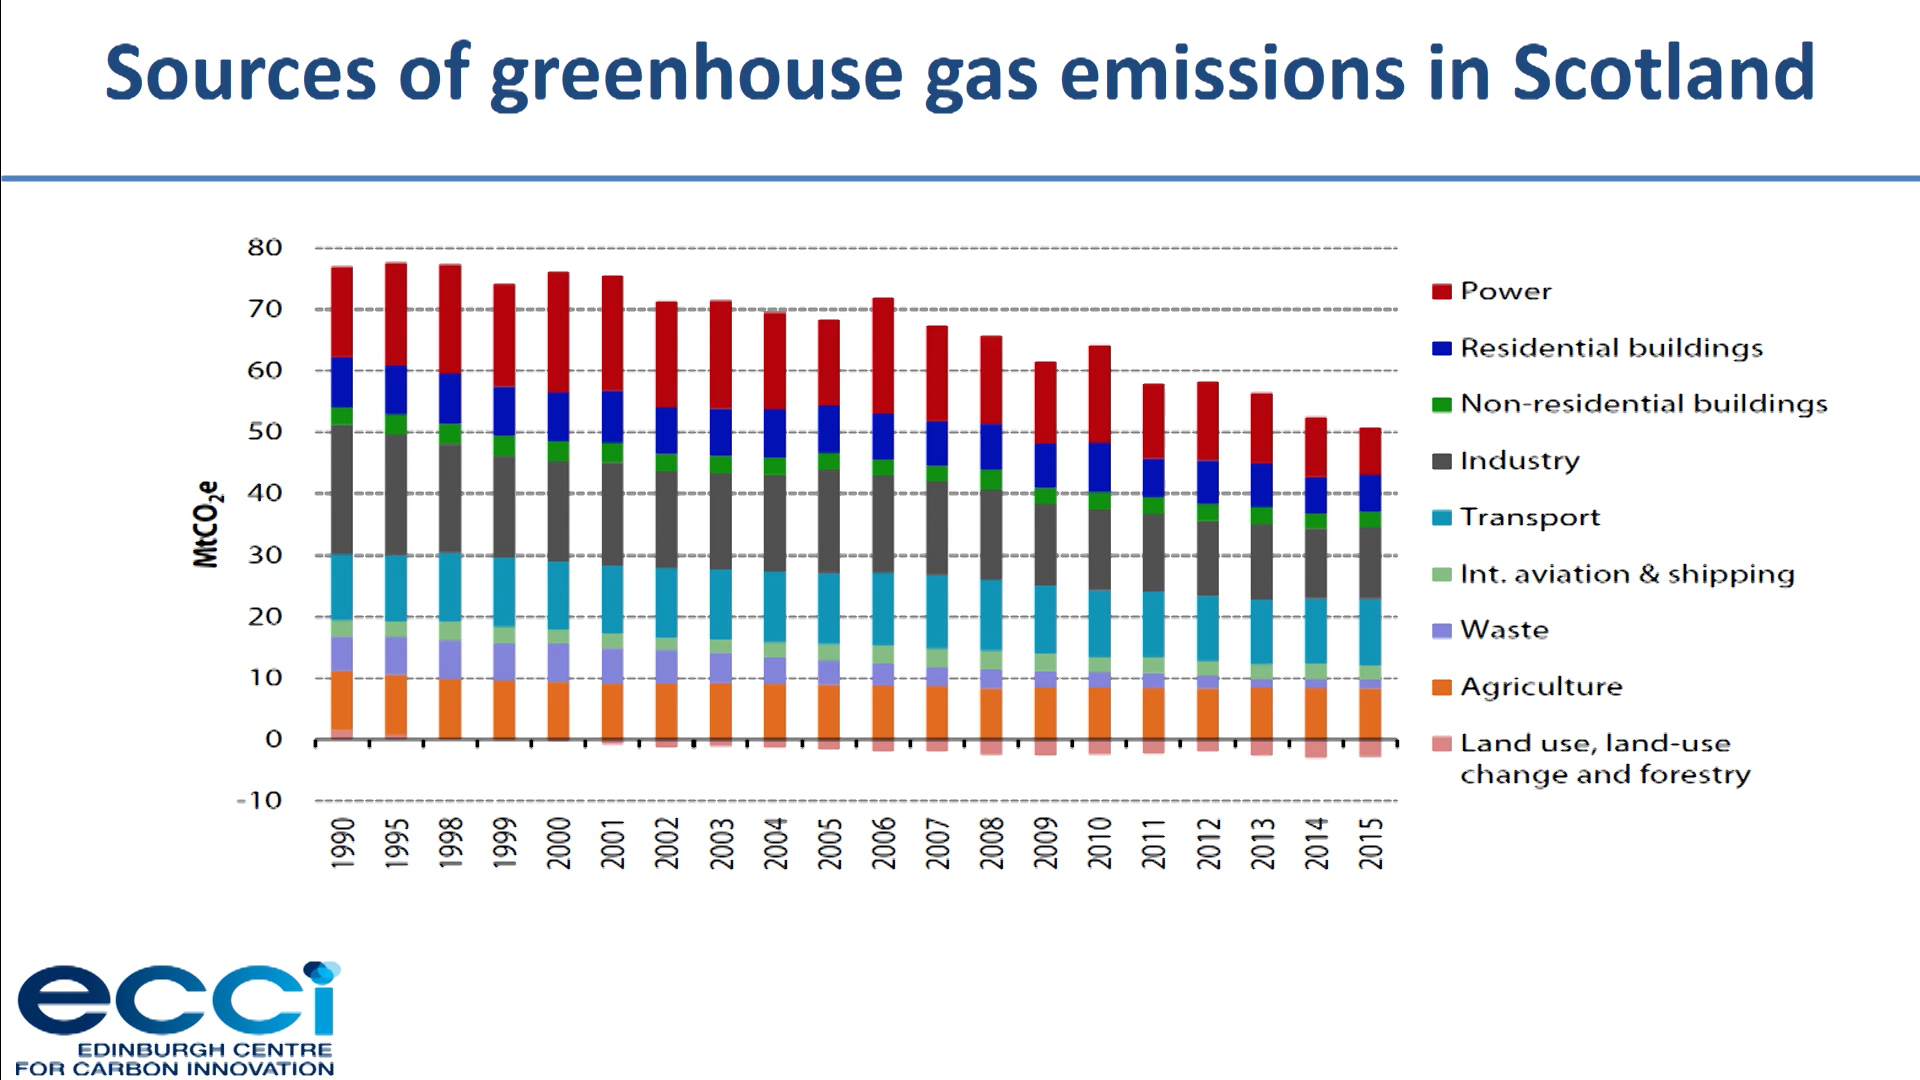 Sources of greenhouse gas emissions in Scotland
80
70
60
50
40
30
20
10
0
-10
MtCO₂e
1990
1995
1998
1999
2000
2001
2002
2003
2004
2005
2006
2007
2008
2009
2010
2011
2012
2013
2014
2015
Power
Residential buildings
Non-residential buildings
Industry
Transport
Int. aviation & shipping
Waste
Agriculture
Land use, land-use
change and forestry
ecci
EDINBURGH CENTRE
FOR CARBON INNOVATION